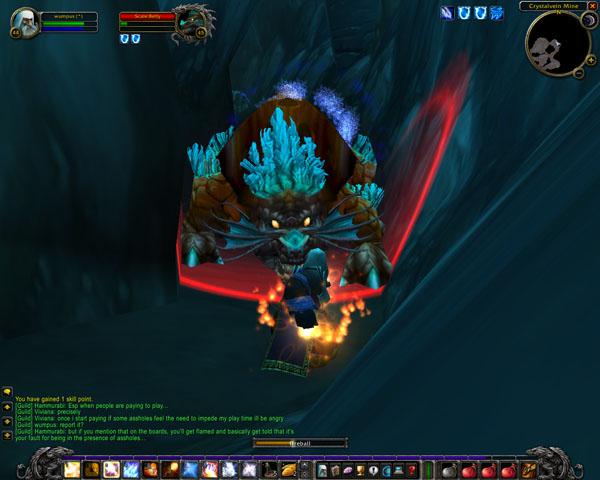 wumpus (*)
44
Scale Belly
45
Crystalvein Mine
N
You have gained 1 skill point.
[Guild] Hammurabi: Esp when people are paying to play...
[Guild] Viviana: precisely
[Guild] Viviana: once i start paying if some assholes feel the need to impede my play time ill be angry
[Guild] wumpus: report it?
[Guild] Hammurabi: but if you mention that on the boards, you'll get flamed and basically get told that it's
your fault for being in the presence of assholes...
Fireball